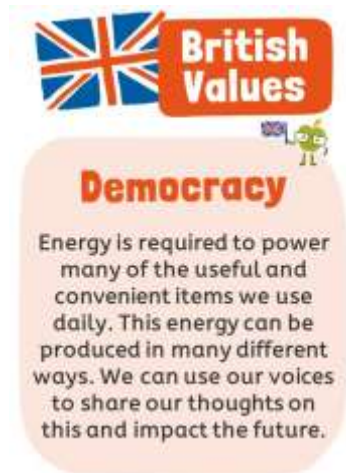 British
Values
Democracy
Energy is required to power
many of the useful and
convenient items we use
daily. This energy can be
produced in many different
ways. We can use our voices
to share our thoughts on
this and impact the future.